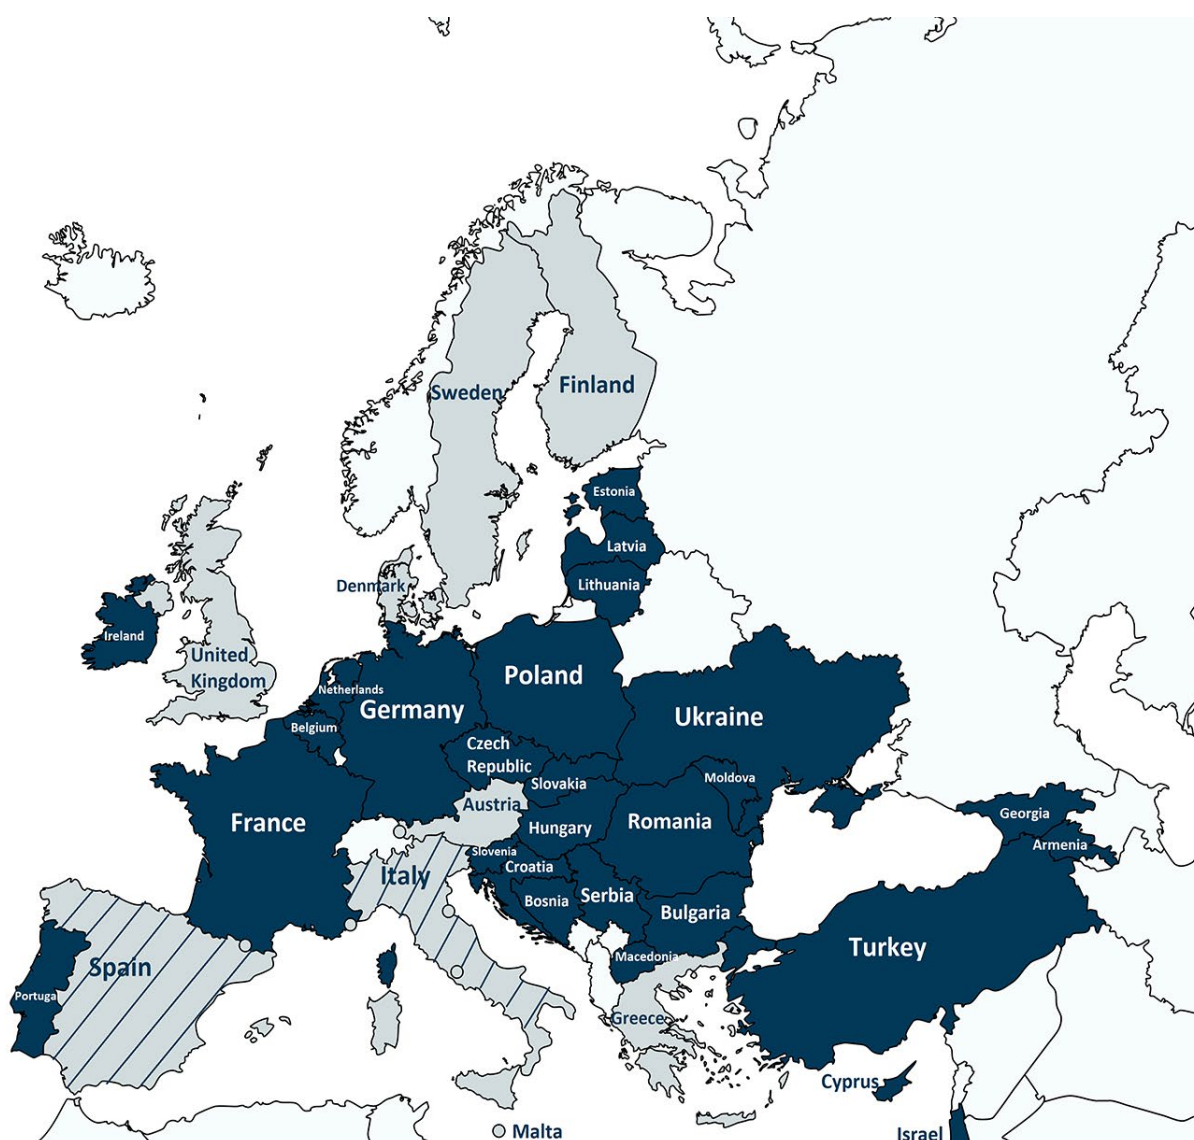 Sweden
Finland
Estonia
Latvia
Lithuania
Denmark
Ireland
United
Kingdom
Netherlands
Belgium
Germany
Poland
Ukraine
Czech
Republic
Slovakia
Moldova
Austria
France
Hungary
Romania
Georgia
Armenia
Slovenia
Croatia
Italy
Bosnia
Serbia
Bulgaria
Macedonia
Turkey
Spain
Portuga
Greece
Cyprus
Malta
Israel